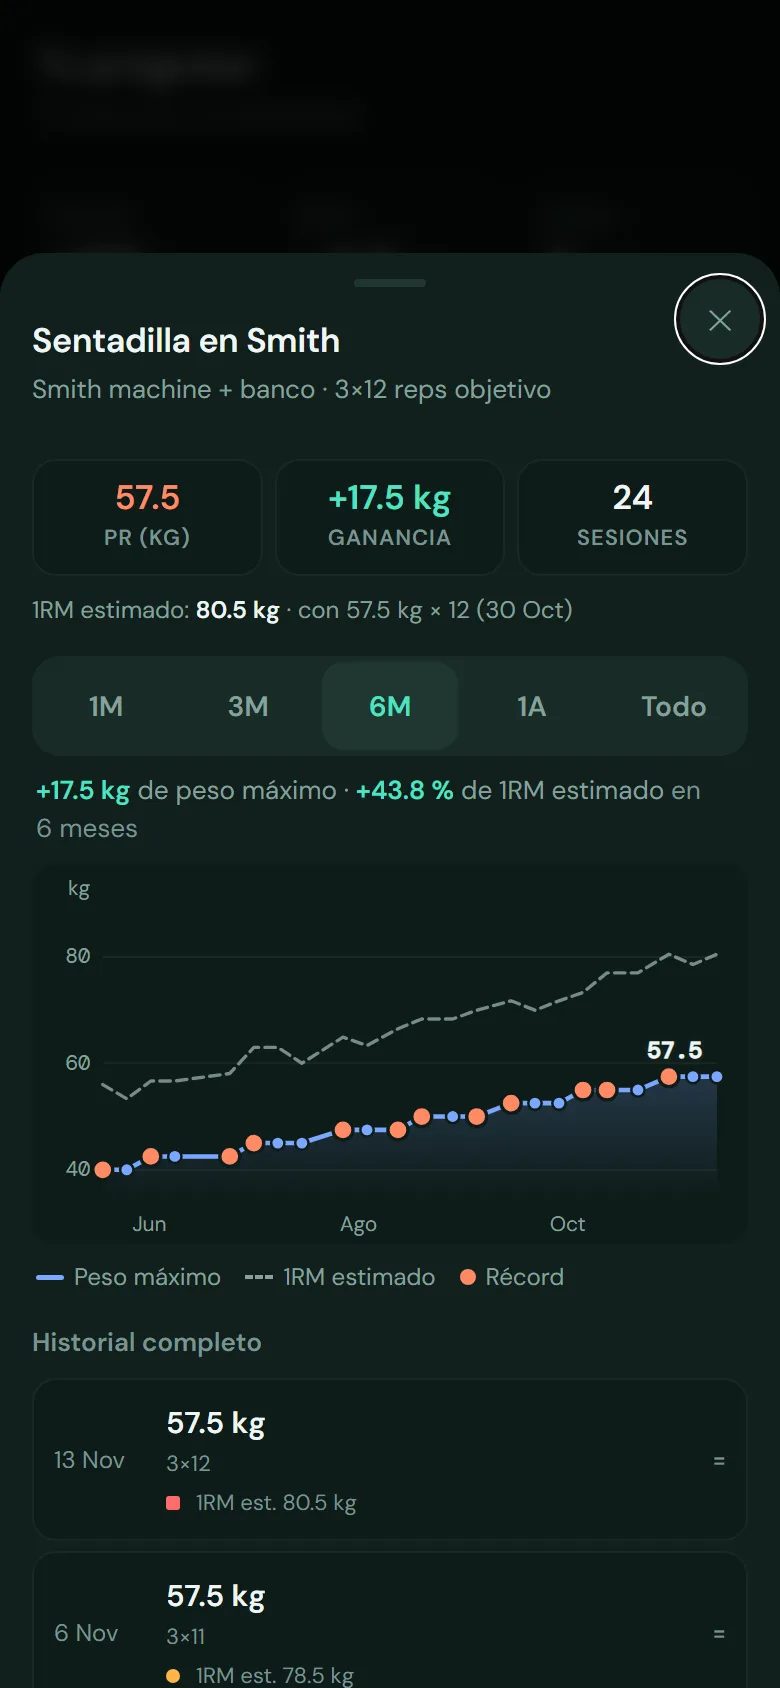 Sentadilla en Smith
Smith machine + banco · 3×12 reps objetivo
57.5
PR (KG)
+17.5 kg
GANANCIA
24
SESIONES
1RM estimado: 80.5 kg · con 57.5 kg × 12 (30 Oct)
1M 3M 6M 1A Todo
+17.5 kg de peso máximo · +43.8 % de 1RM estimado en
6 meses
kg
80
60
57.5
40
Jun Ago Oct
Peso máximo 1RM estimado Récord
Historial completo
13 Nov
57.5 kg
3×12
1RM est. 80.5 kg
=
6 Nov
57.5 kg
3×11
1RM est. 78.5 kg
=